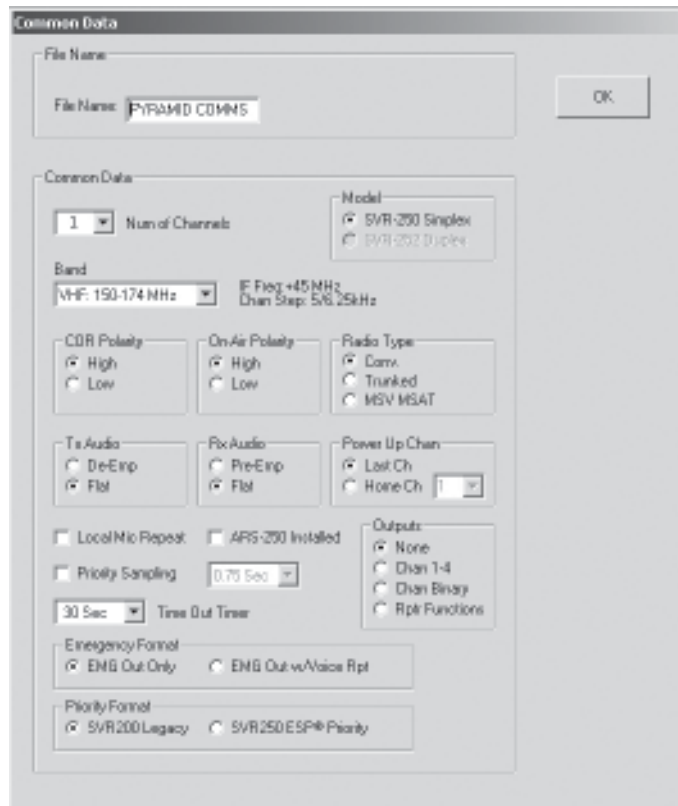 Common Data
File Name
File Name: PYRAMID COMMS
OK
Common Data
Model
1 Num of Channels
SVR-250 Simplex
SVR-252 Duplex
Band
VHF: 150-174 MHz
IF Freq +45 MHz
Chan Step: 5/6.25kHz
COR Polarity
High
Low
On-Air Polarity
High
Low
Radio Type
Conv.
Trunked
MSV MSAT
Tx Audio
De-Emp
Flat
Rx Audio
Pre-Emp
Flat
Power Up Chan
Last Ch
Home Ch 1
Local Mic Repeat
ARS-250 Installed
Priority Sampling
0.75 Sec
30 Sec Time Out Timer
Outputs
None
Chan 1-4
Chan Binary
Rptr Functions
Emergency Format
EMG Out Only
EMG Out w/Voice Rpt
Priority Format
SVR200 Legacy
SVR250 ESP® Priority